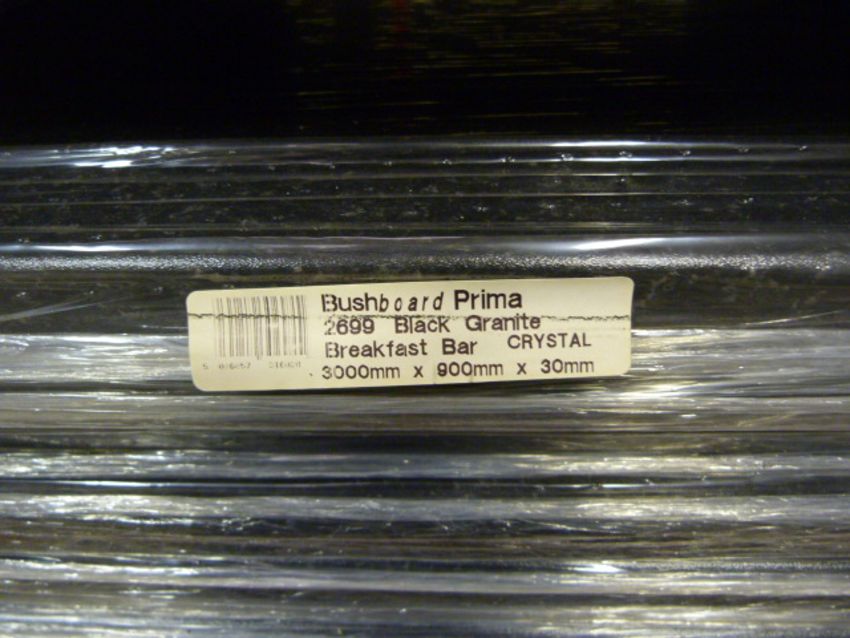 Bushboard Prima
2699 Black Granite
Breakfast Bar CRYSTAL
3000mm x 900mm x 30mm